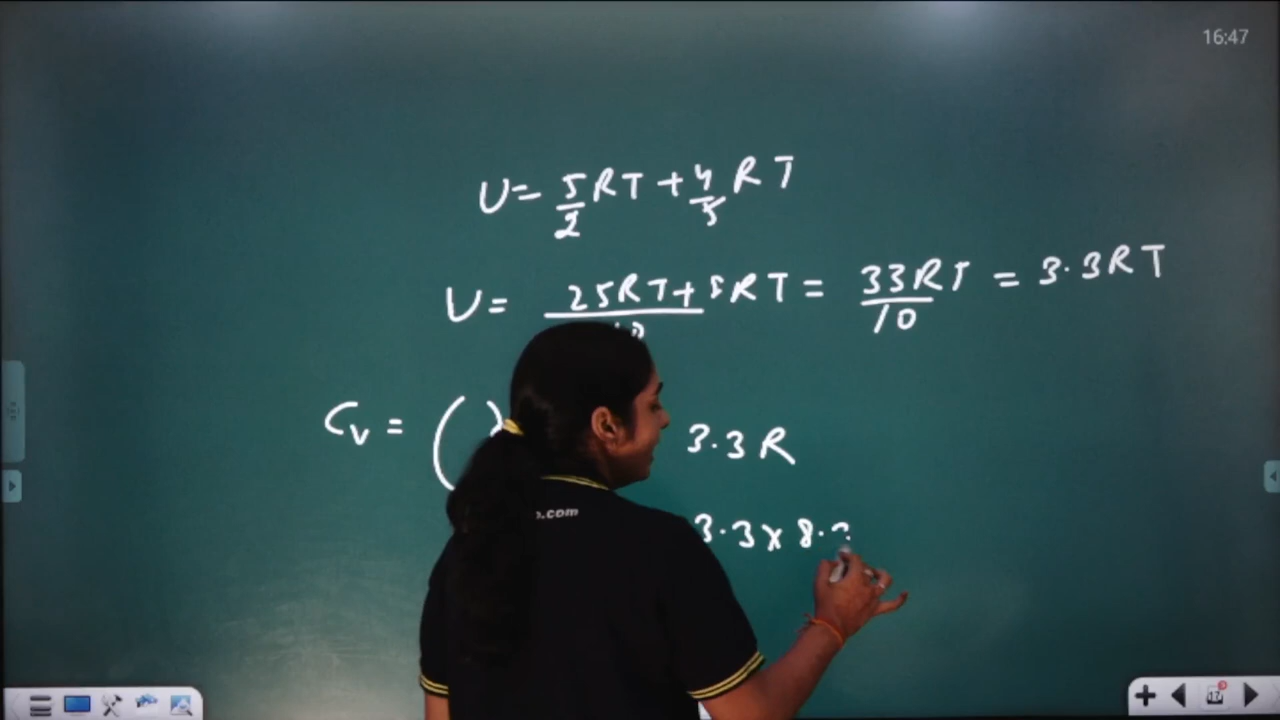 16:47
U = 5/2 RT + 4/5 RT
U = 25RT + 8RT = 33RT/10 = 3.3RT
Cv = ( ) 3.3 R
3.3 x 8.
.com